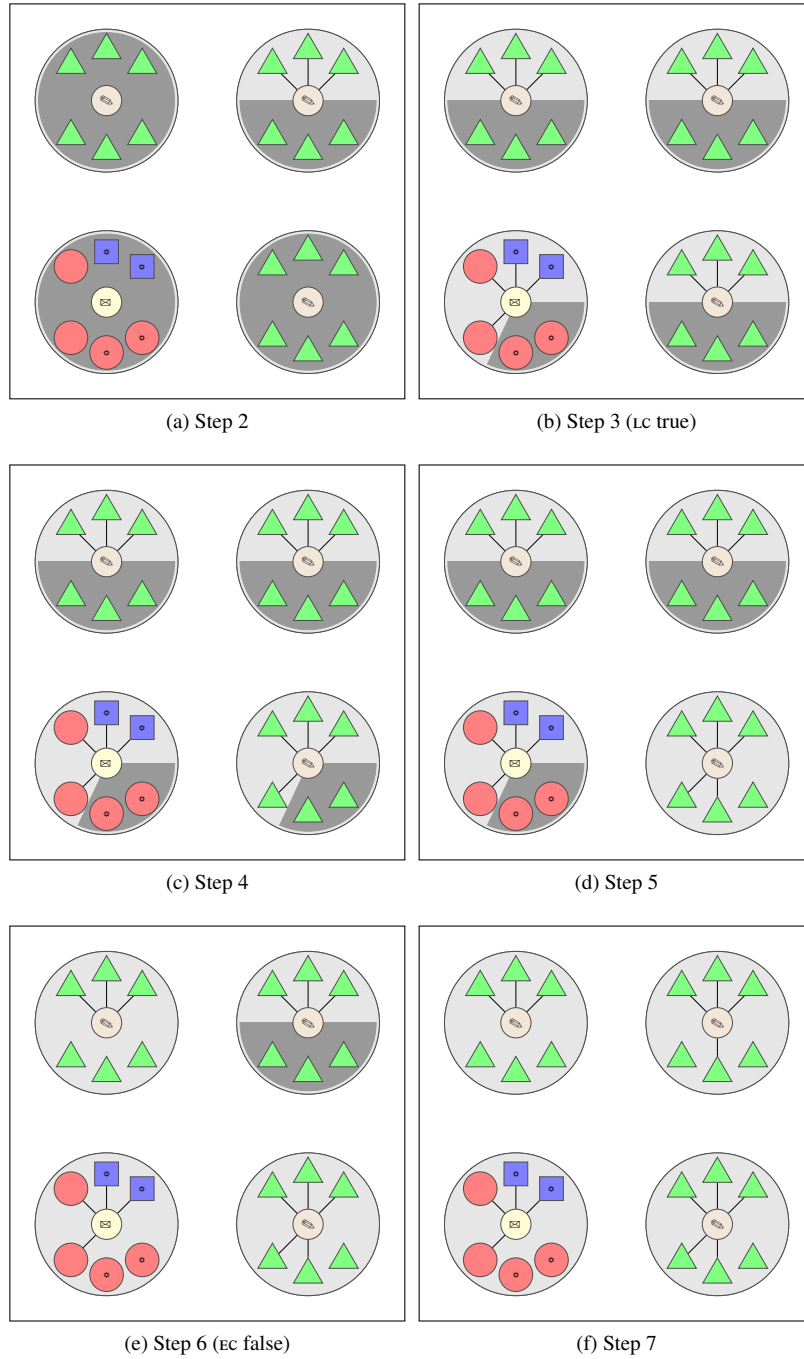 (a) Step 2
(b) Step 3 (LC true)
(c) Step 4
(d) Step 5
(e) Step 6 (EC false)
(f) Step 7